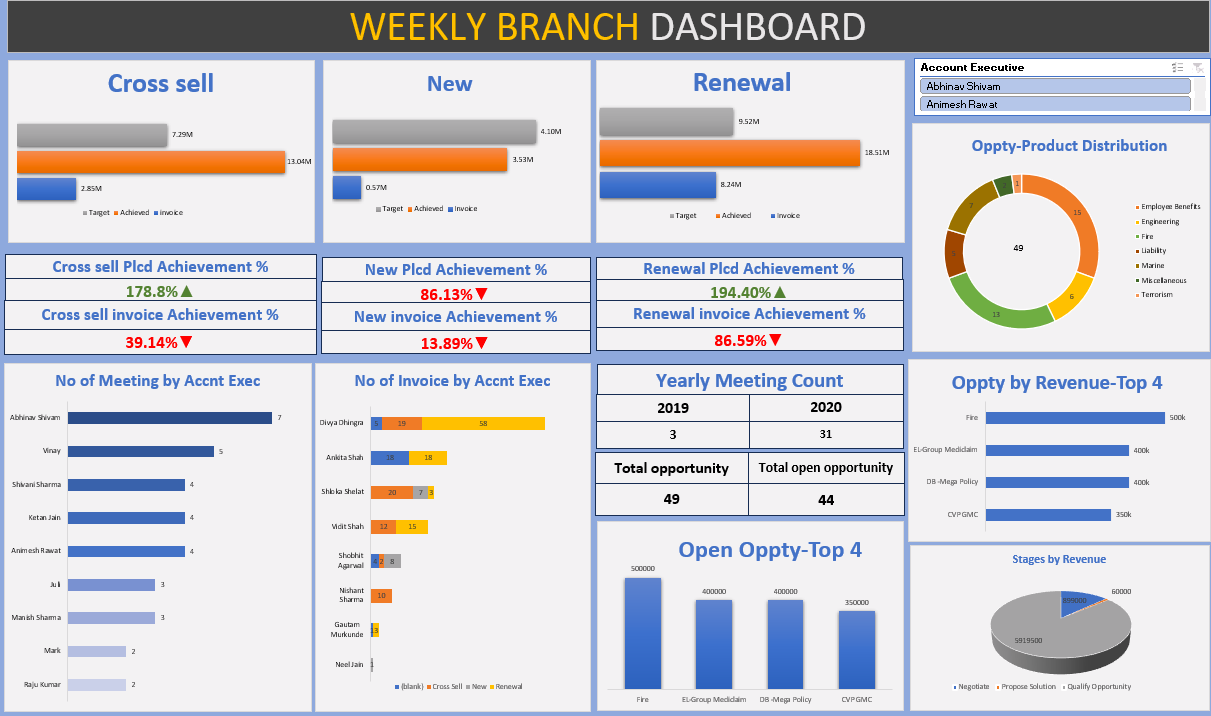 WEEKLY BRANCH DASHBOARD
Cross sell
7.29M
13.04M
2.85M
Target Achieved invoice
New
4.10M
3.53M
0.57M
Target Achieved Invoice
Renewal
9.52M
18.51M
8.24M
Target Achieved Invoice
Account Executive
Abhinav Shivam
Animesh Rawat
Oppty-Product Distribution
15
6
13
7
2
1
49
Employee Benefits
Engineering
Fire
Liability
Marine
Miscellaneous
Terrorism
Cross sell Plcd Achievement %
178.8%▲
Cross sell invoice Achievement %
39.14%▼
New Plcd Achievement %
86.13%▼
New invoice Achievement %
13.89%▼
Renewal Plcd Achievement %
194.40%▲
Renewal invoice Achievement %
86.59%▼
No of Meeting by Accnt Exec
Abhinav Shivam 7
Vinay 5
Shivani Sharma 4
Ketan Jain 4
Animesh Rawat 4
Juli 3
Manish Sharma 3
Mark 2
Raju Kumar 2
No of Invoice by Accnt Exec
Divya Dhingra 5 19 58
Ankita Shah 18 18
Shloka Shelat 20 7 3
Vidit Shah 12 15
Shobhit
Agarwal 4 2 8
Nishant
Sharma 10
Gautam
Murkunde 1 3
Neel Jain 1
(blank) Cross Sell New Renewal
Yearly Meeting Count
2019 2020
3 31
Total opportunity Total open opportunity
49 44
Open Oppty-Top 4
500000
400000
400000
350000
Fire EL-Group Mediclaim DB -Mega Policy CVPGMC
Oppty by Revenue-Top 4
Fire 500k
EL-Group Mediclaim 400k
DB -Mega Policy 400k
CVPGMC 350k
Stages by Revenue
899000
60000
5919500
Negotiate Propose Solution Qualify Opportunity